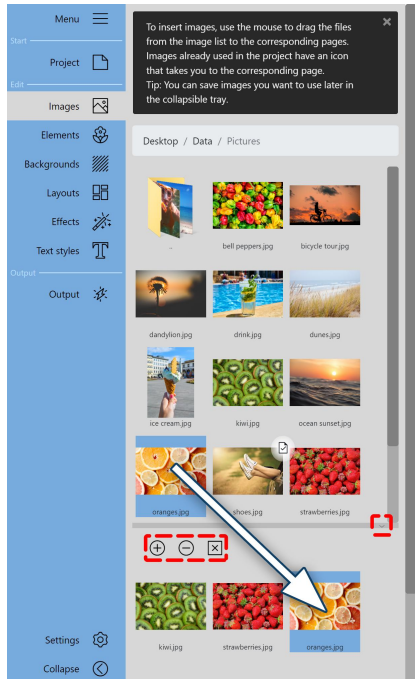 Menu
Start
Project
Edit
Images
Elements
Backgrounds
Layouts
Effects
Text styles
Output
Output
Settings
Collapse
To insert images, use the mouse to drag the files
from the image list to the corresponding pages.
Images already used in the project have an icon
that takes you to the corresponding page.
Tip: You can save images you want to use later in
the collapsible tray.
Desktop / Data / Pictures
..
bell peppers.jpg
bicycle tour.jpg
dandylion.jpg
drink.jpg
dunes.jpg
ice cream.jpg
kiwi.jpg
ocean sunset.jpg
oranges.jpg
shoes.jpg
strawberries.jpg
kiwi.jpg
strawberries.jpg
oranges.jpg